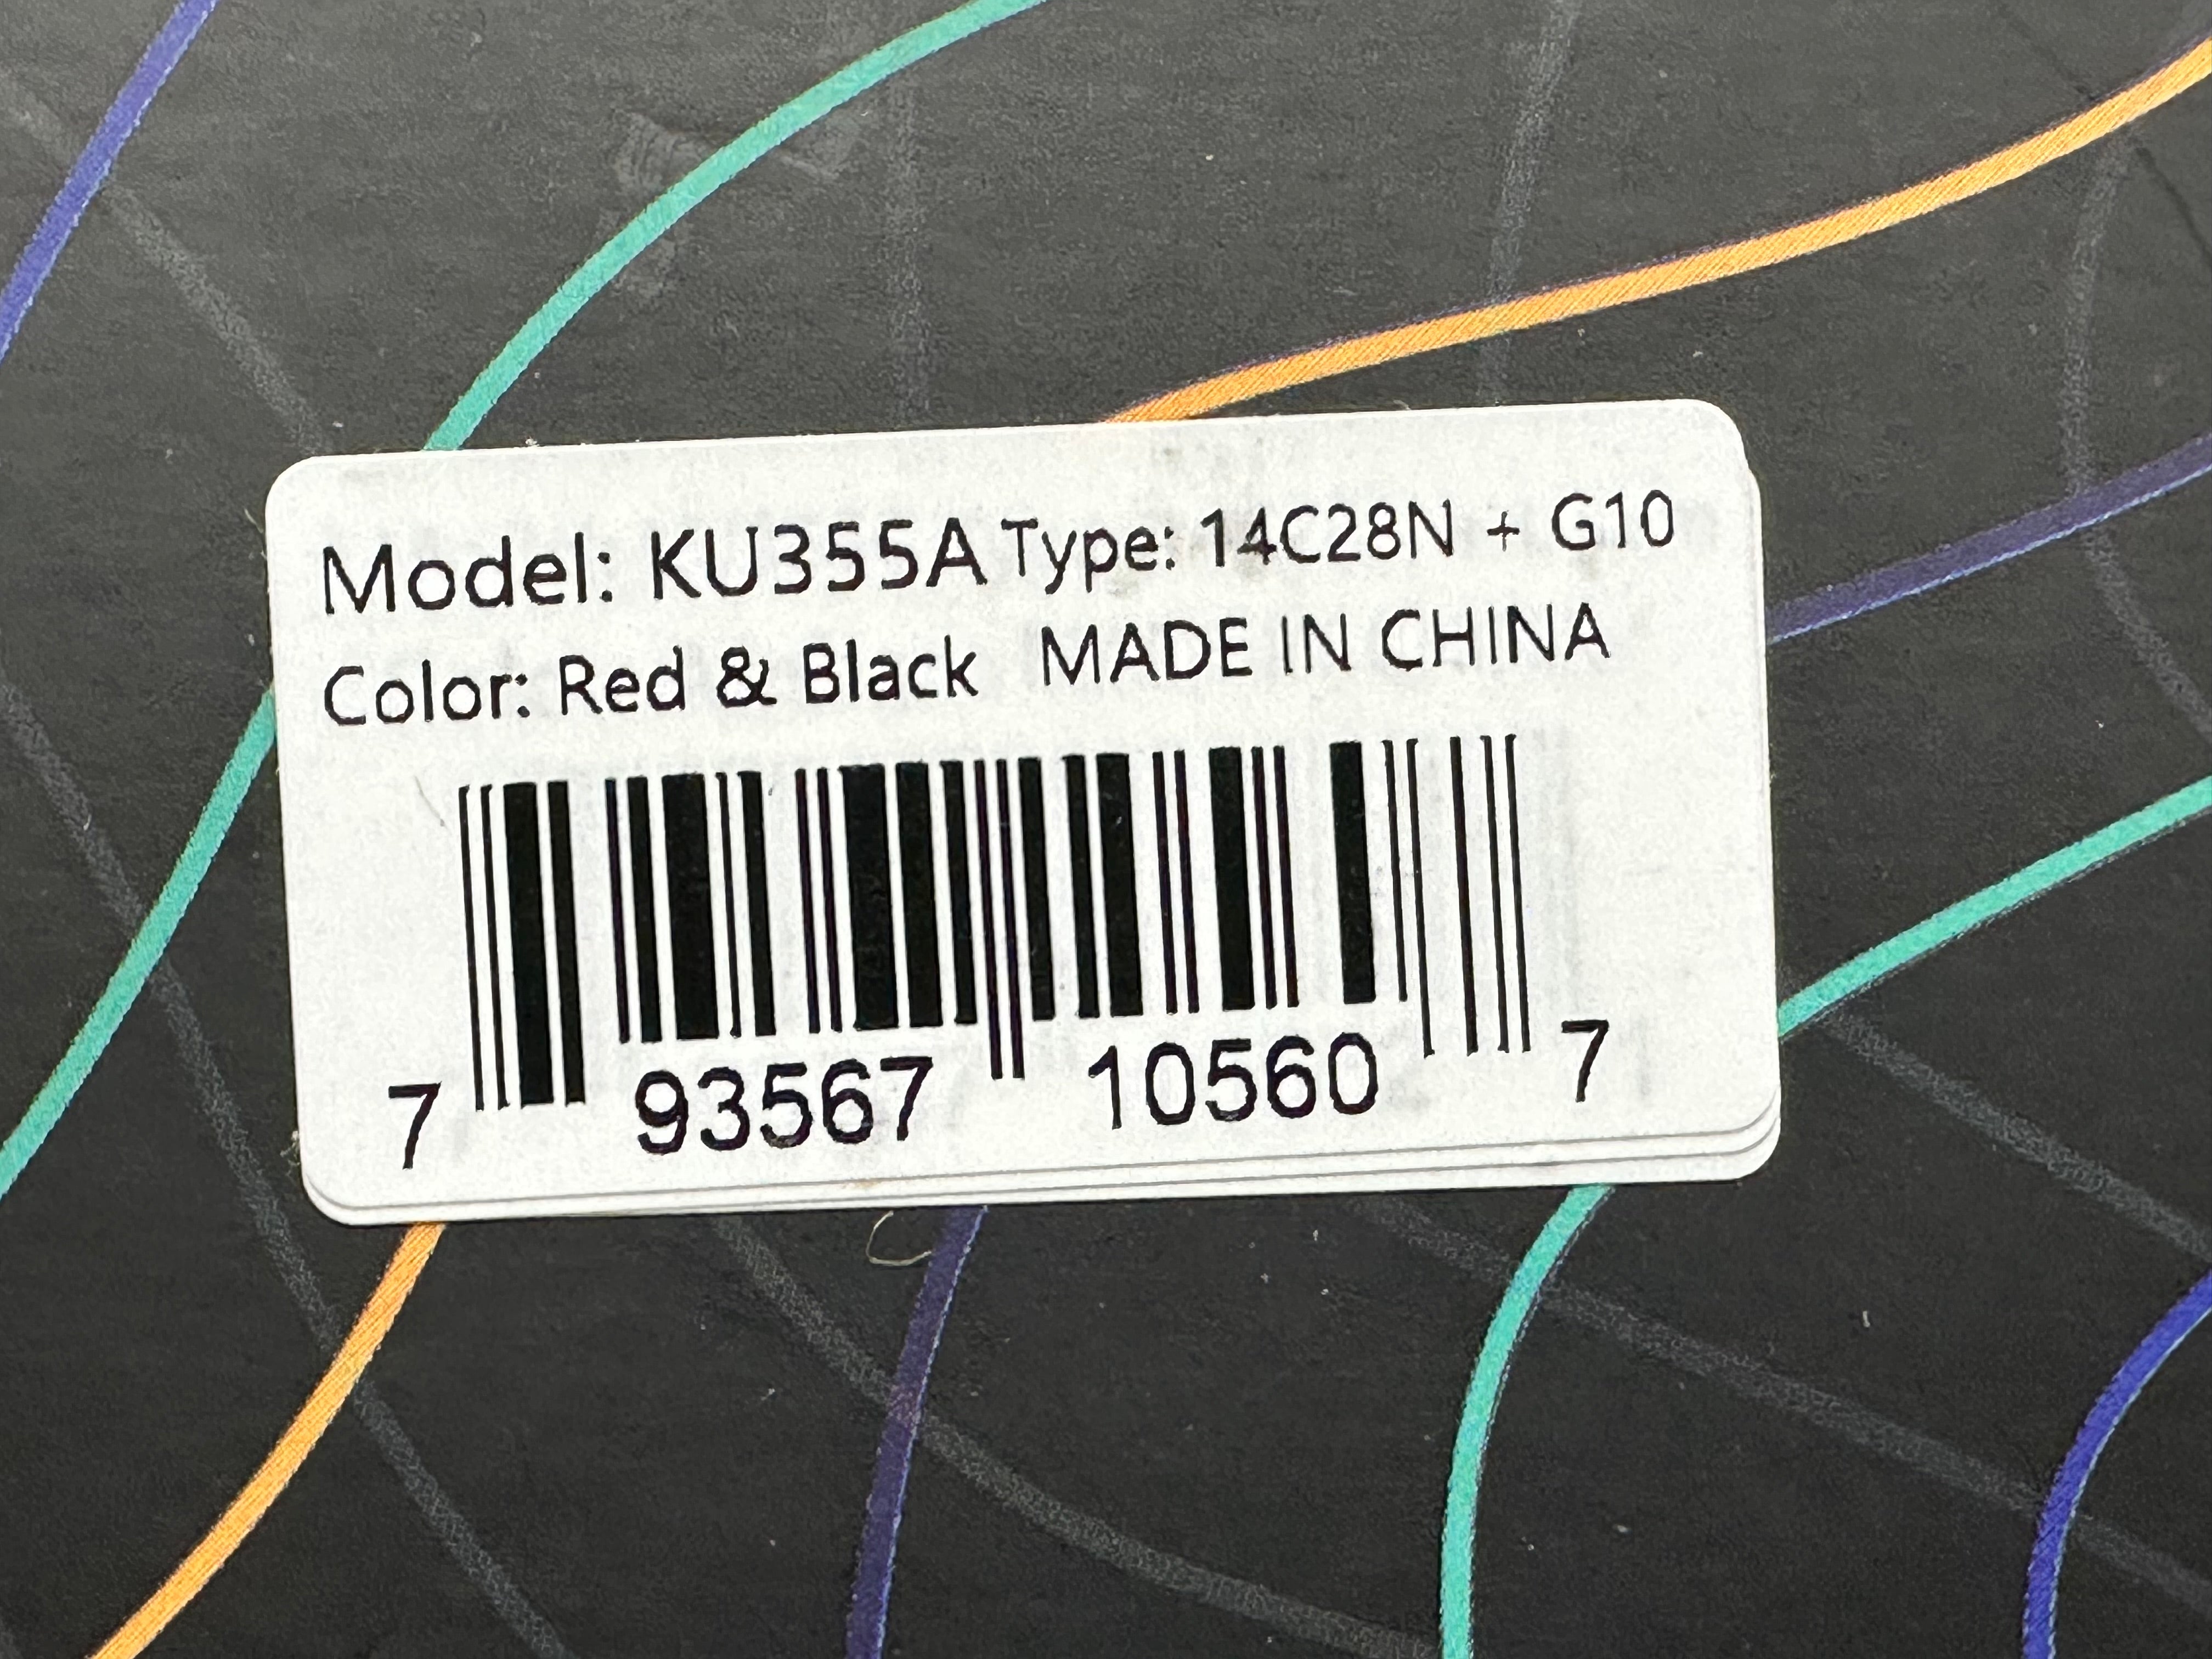 Model: KU355A Type: 14C28N + G10
Color: Red & Black MADE IN CHINA
7 93567 10560 7